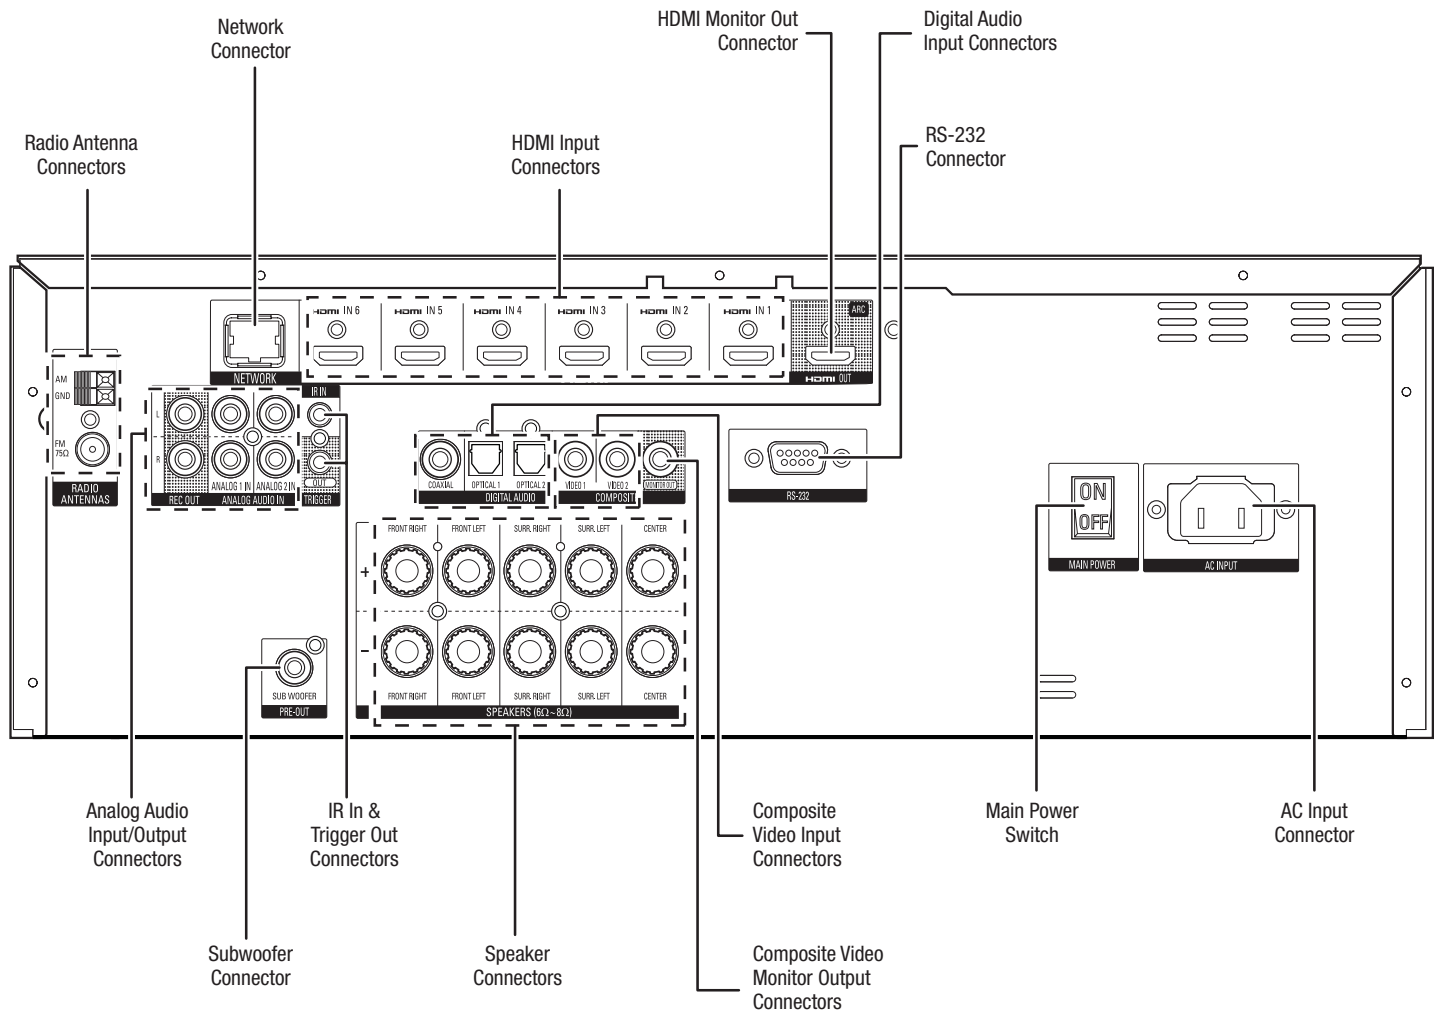 Network
Connector
HDMI Monitor Out
Connector
Digital Audio
Input Connectors
Radio Antenna
Connectors
HDMI Input
Connectors
RS-232
Connector
HDMI IN 6
HDMI IN 5
HDMI IN 4
HDMI IN 3
HDMI IN 2
HDMI IN 1
ARC
NETWORK
HDMI OUT
AM
GND
FM
75Ω
RADIO
ANTENNAS
L
R
ANALOG 1 IN
ANALOG 2 IN
REC OUT
ANALOG AUDIO IN
IR IN
OUT
TRIGGER
COAXIAL
OPTICAL 1
OPTICAL 2
DIGITAL AUDIO
VIDEO 1
VIDEO 2
COMPOSIT
MONITOR OUT
RS-232
ON
OFF
MAIN POWER
AC INPUT
FRONT RIGHT
FRONT LEFT
SURR. RIGHT
SURR. LEFT
CENTER
+
−
FRONT RIGHT
FRONT LEFT
SURR. RIGHT
SURR. LEFT
CENTER
SPEAKERS (6Ω~8Ω)
SUB WOOFER
PRE-OUT
Analog Audio
Input/Output
Connectors
IR In &
Trigger Out
Connectors
Composite
Video Input
Connectors
Main Power
Switch
AC Input
Connector
Subwoofer
Connector
Speaker
Connectors
Composite Video
Monitor Output
Connectors